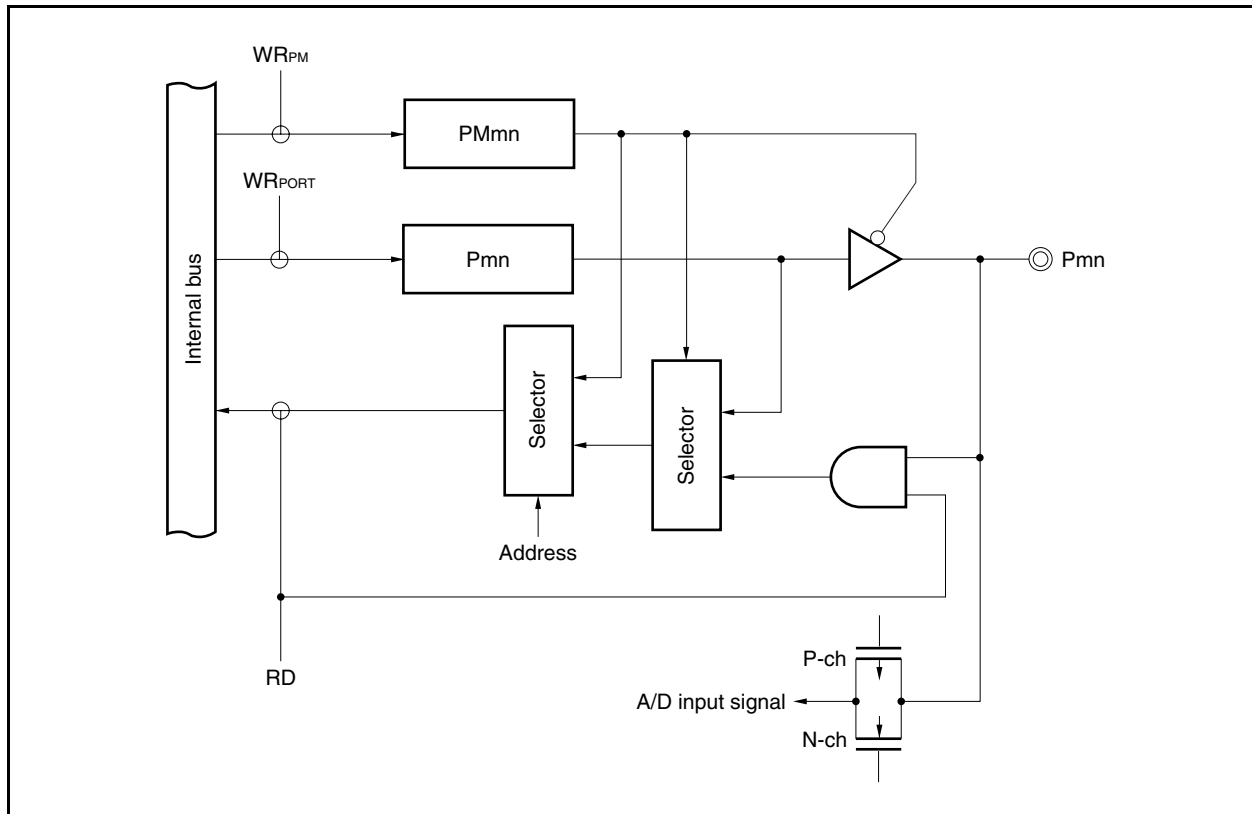 WRPM
PMmn
WRPORT
Pmn
Pmn
Internal bus
Selector
Selector
Address
RD
P-ch
A/D input signal
N-ch